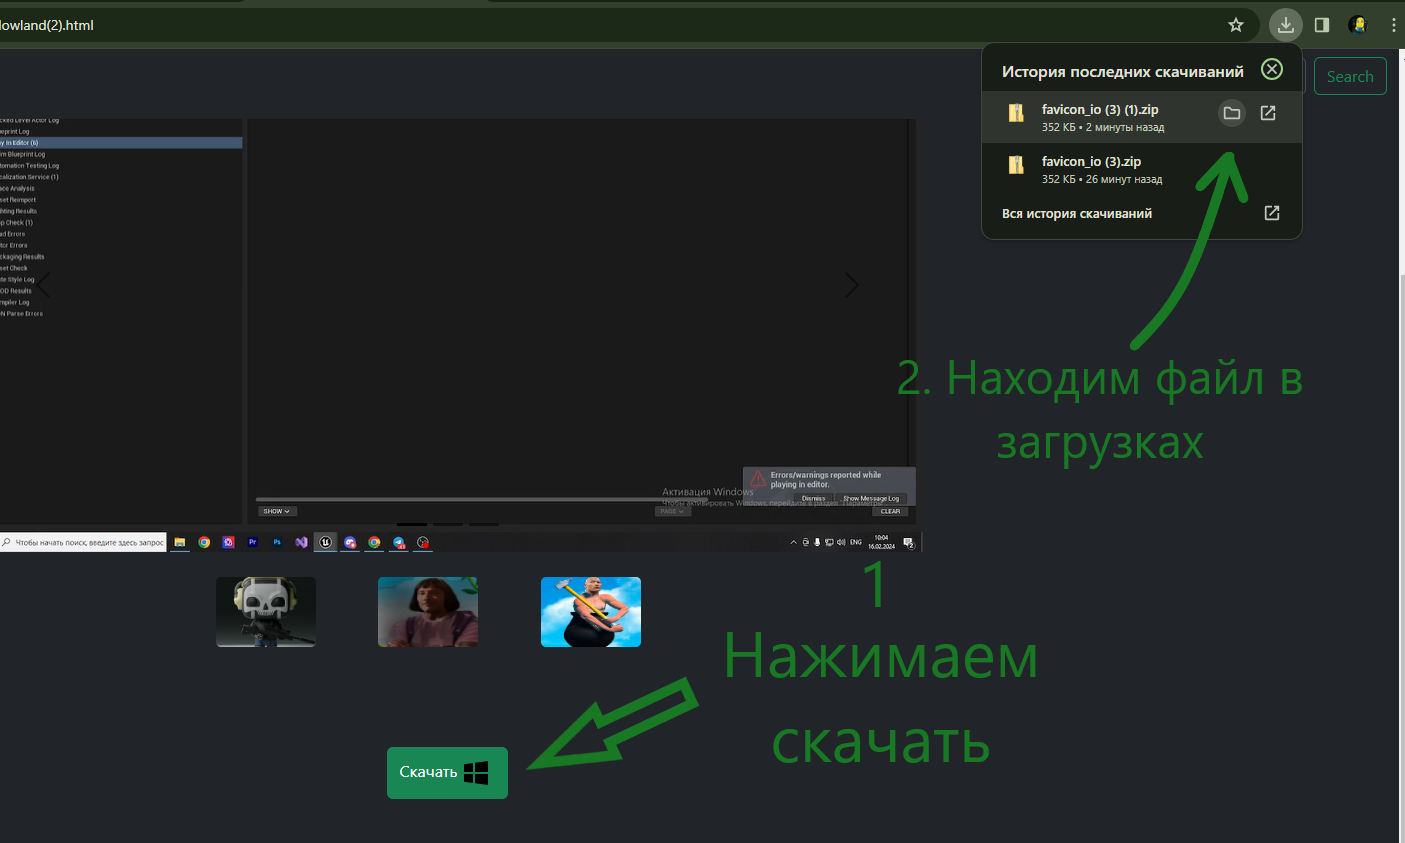 lowland(2).html
История последних скачиваний
Search
favicon_io (3) (1).zip
352 КБ • 2 минуты назад
favicon_io (3).zip
352 КБ • 26 минут назад
Вся история скачиваний
cked Level Actor Log
eprint Log
y In Editor (6)
im Blueprint Log
tomation Testing Log
calization Service (1)
ace Analysis
set Reimport
hting Results
p Check (1)
ad Errors
tor Errors
ckaging Results
set Check
te Style Log
OD Results
mpiler Log
N Parse Errors
2. Находим файл в
загрузках
Errors/warnings reported while
playing in editor.
Dismiss
Show Message Log
Активация Windows
Чтобы активировать Windows, перейдите в раздел
SHOW
PAGE
CLEAR
Чтобы начать поиск, введите здесь запрос
ENG
10:04
16.02.2024
1
Нажимаем
скачать
Скачать